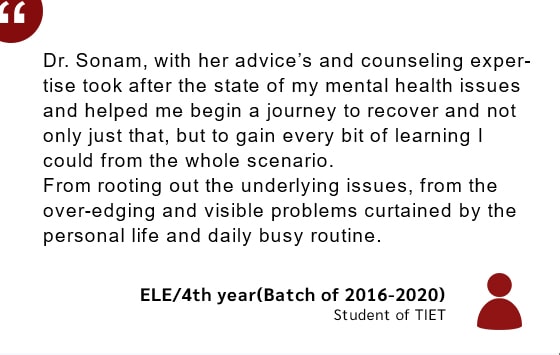 Dr. Sonam, with her advice's and counseling exper-
tise took after the state of my mental health issues
and helped me begin a journey to recover and not
only just that, but to gain every bit of learning I
could from the whole scenario.
From rooting out the underlying issues, from the
over-edging and visible problems curtained by the
personal life and daily busy routine.
ELE/4th year(Batch of 2016-2020)
Student of TIET